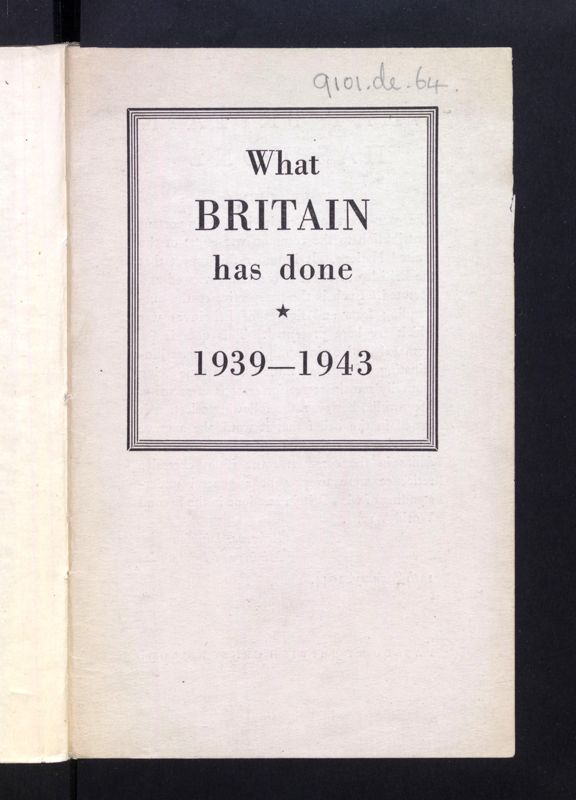 9101.de.64.
What
BRITAIN
has done
★
1939—1943